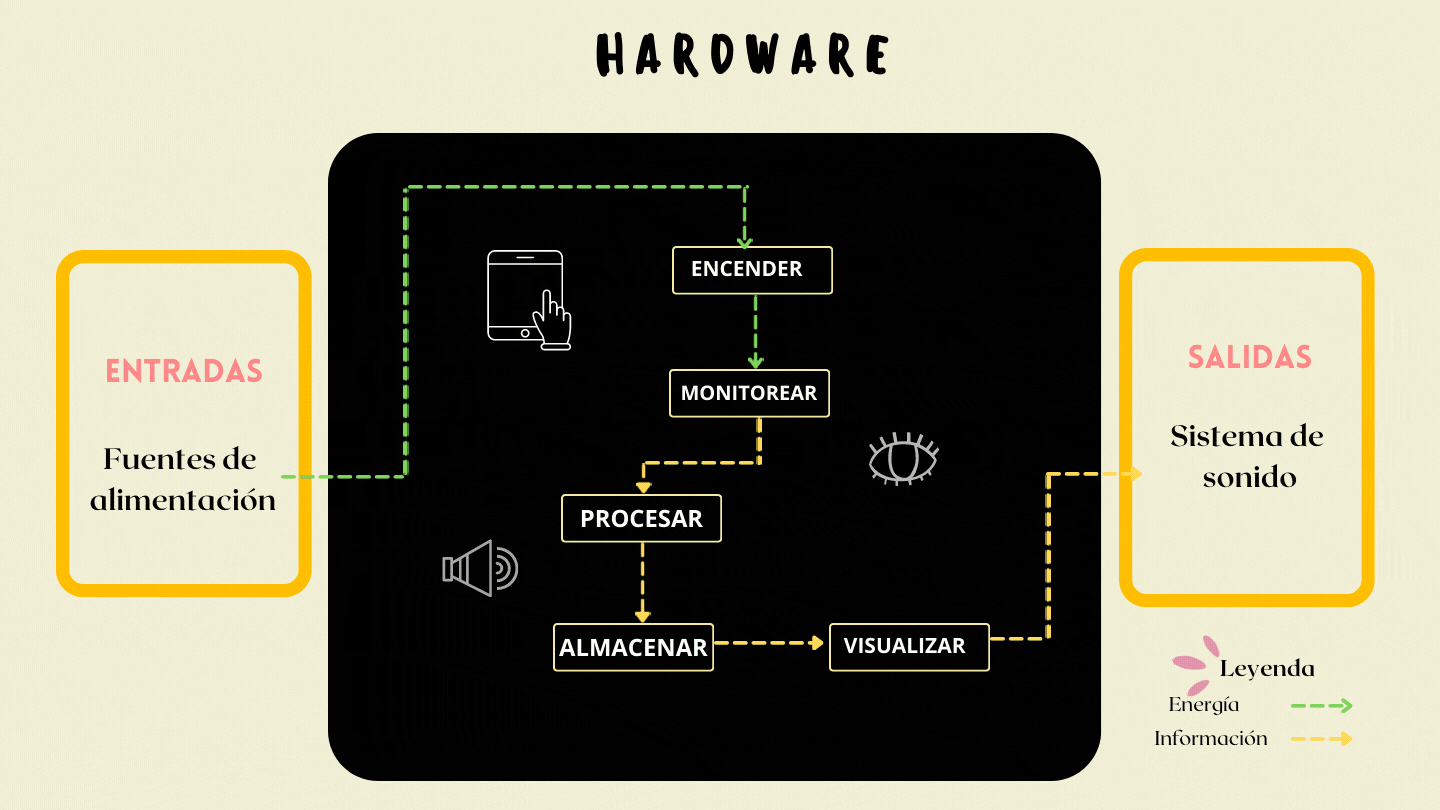 HARDWARE
ENTRADAS
Fuentes de
alimentación
ENCENDER
MONITOREAR
PROCESAR
ALMACENAR
VISUALIZAR
SALIDAS
Sistema de
sonido
Leyenda
Energía
Información